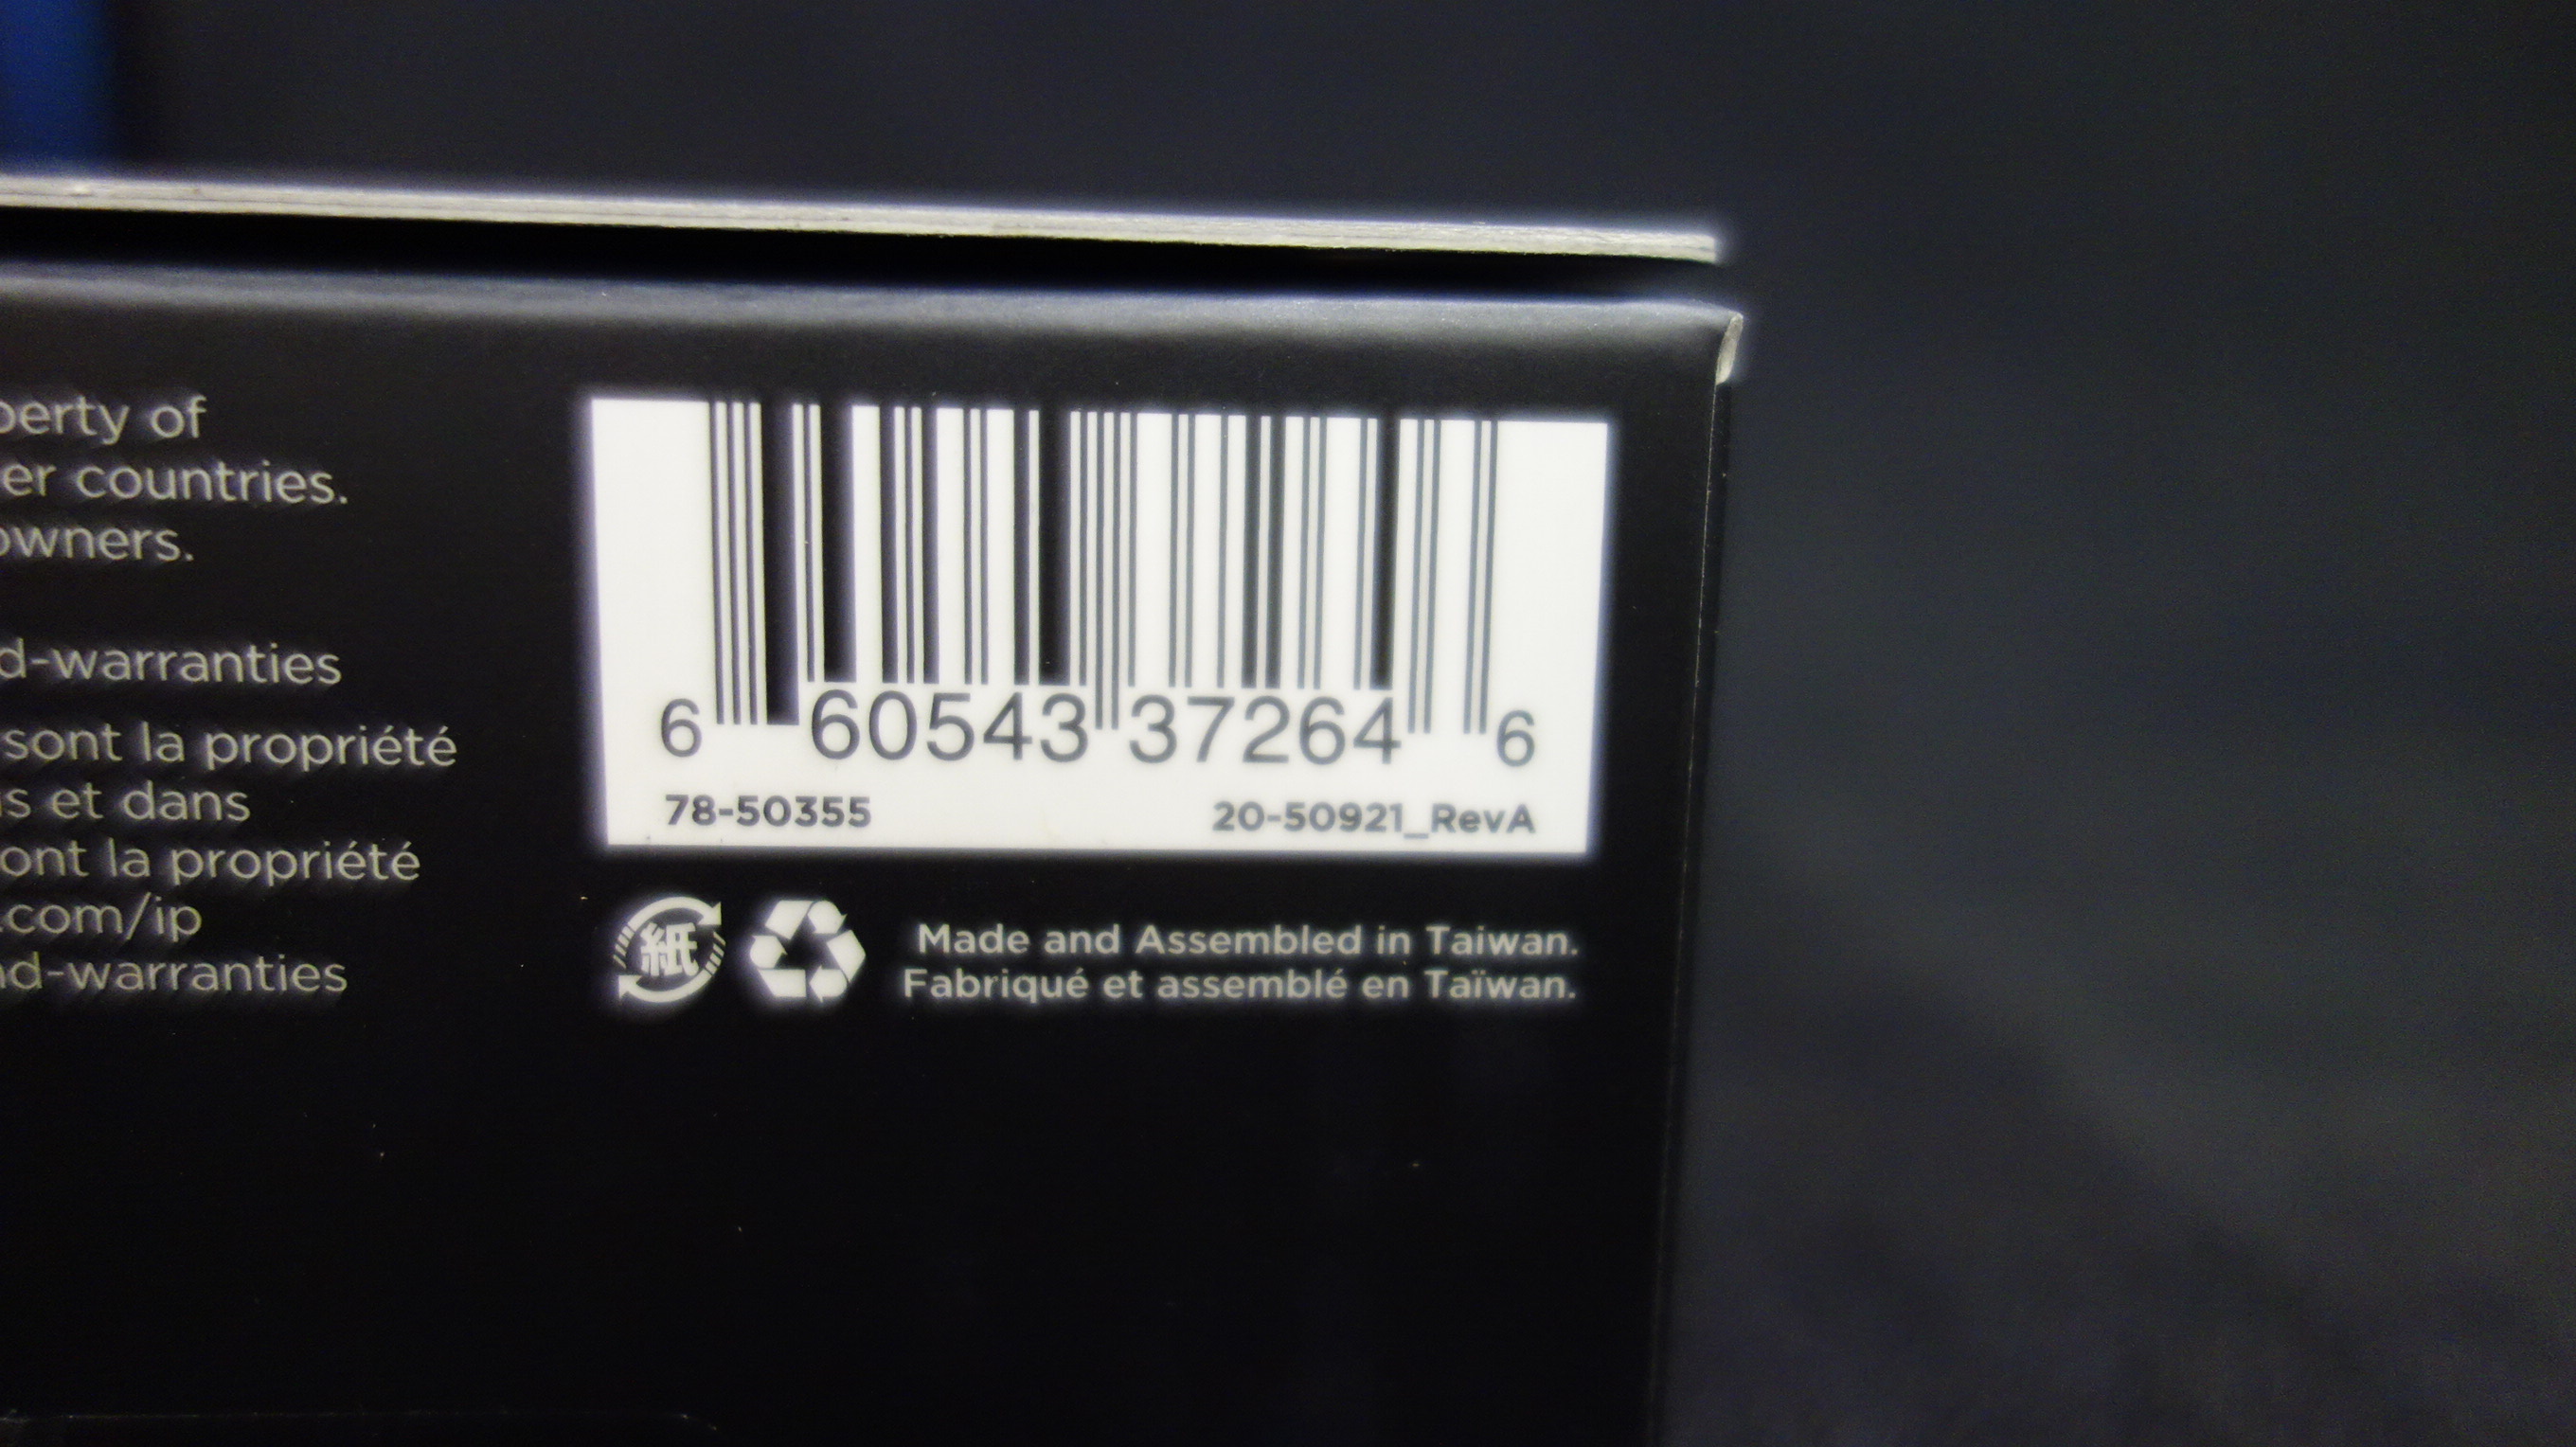 perty of
er countries.
owners.
d-warranties
sont la propriété
s et dans
ont la propriété
.com/ip
nd-warranties
6 60543 37264 6
78-50355 20-50921_RevA
紙
Made and Assembled in Taiwan.
Fabriqué et assemblé en Taïwan.